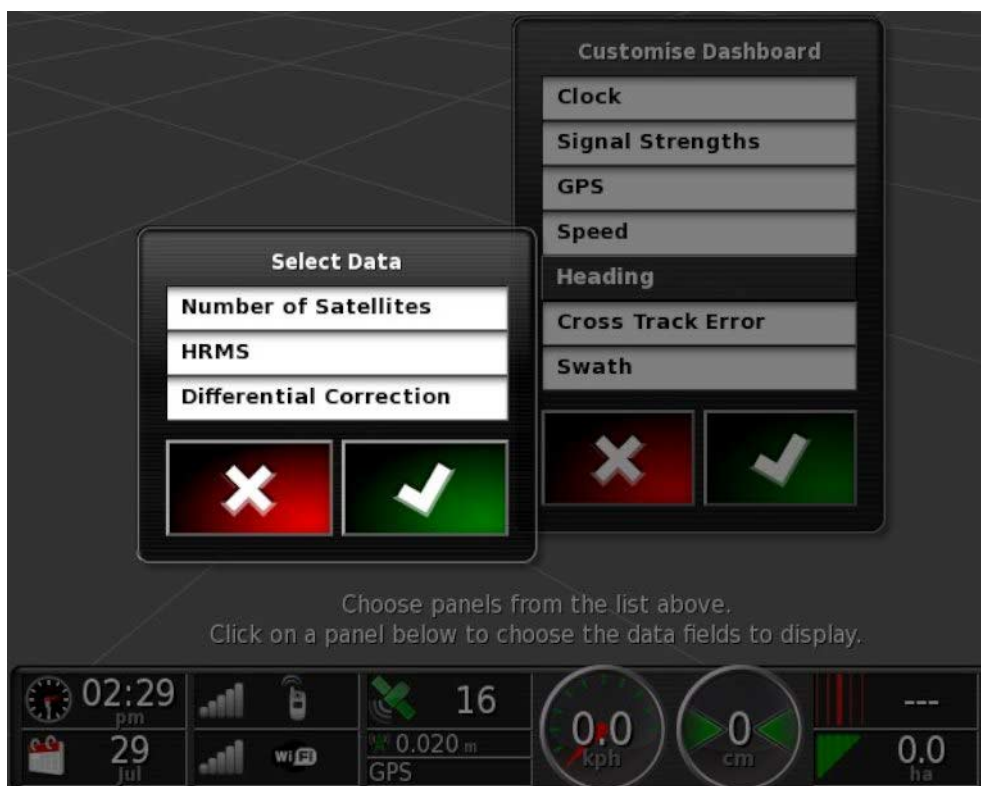 Customise Dashboard
Clock
Signal Strengths
GPS
Speed
Heading
Cross Track Error
Swath
Select Data
Number of Satellites
HRMS
Differential Correction
Choose panels from the list above.
Click on a panel below to choose the data fields to display.
02:29
pm
29
Jul
WiFi
16
0.020 m
GPS
0.0
kph
0
cm
---
0.0
ha